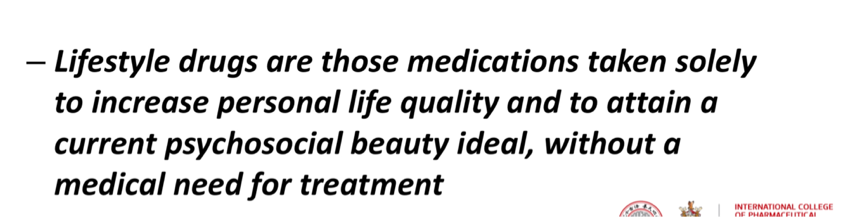 – Lifestyle drugs are those medications taken solely
to increase personal life quality and to attain a
current psychosocial beauty ideal, without a
medical need for treatment
INTERNATIONAL COLLEGE
OF PHARMACEUTICAL